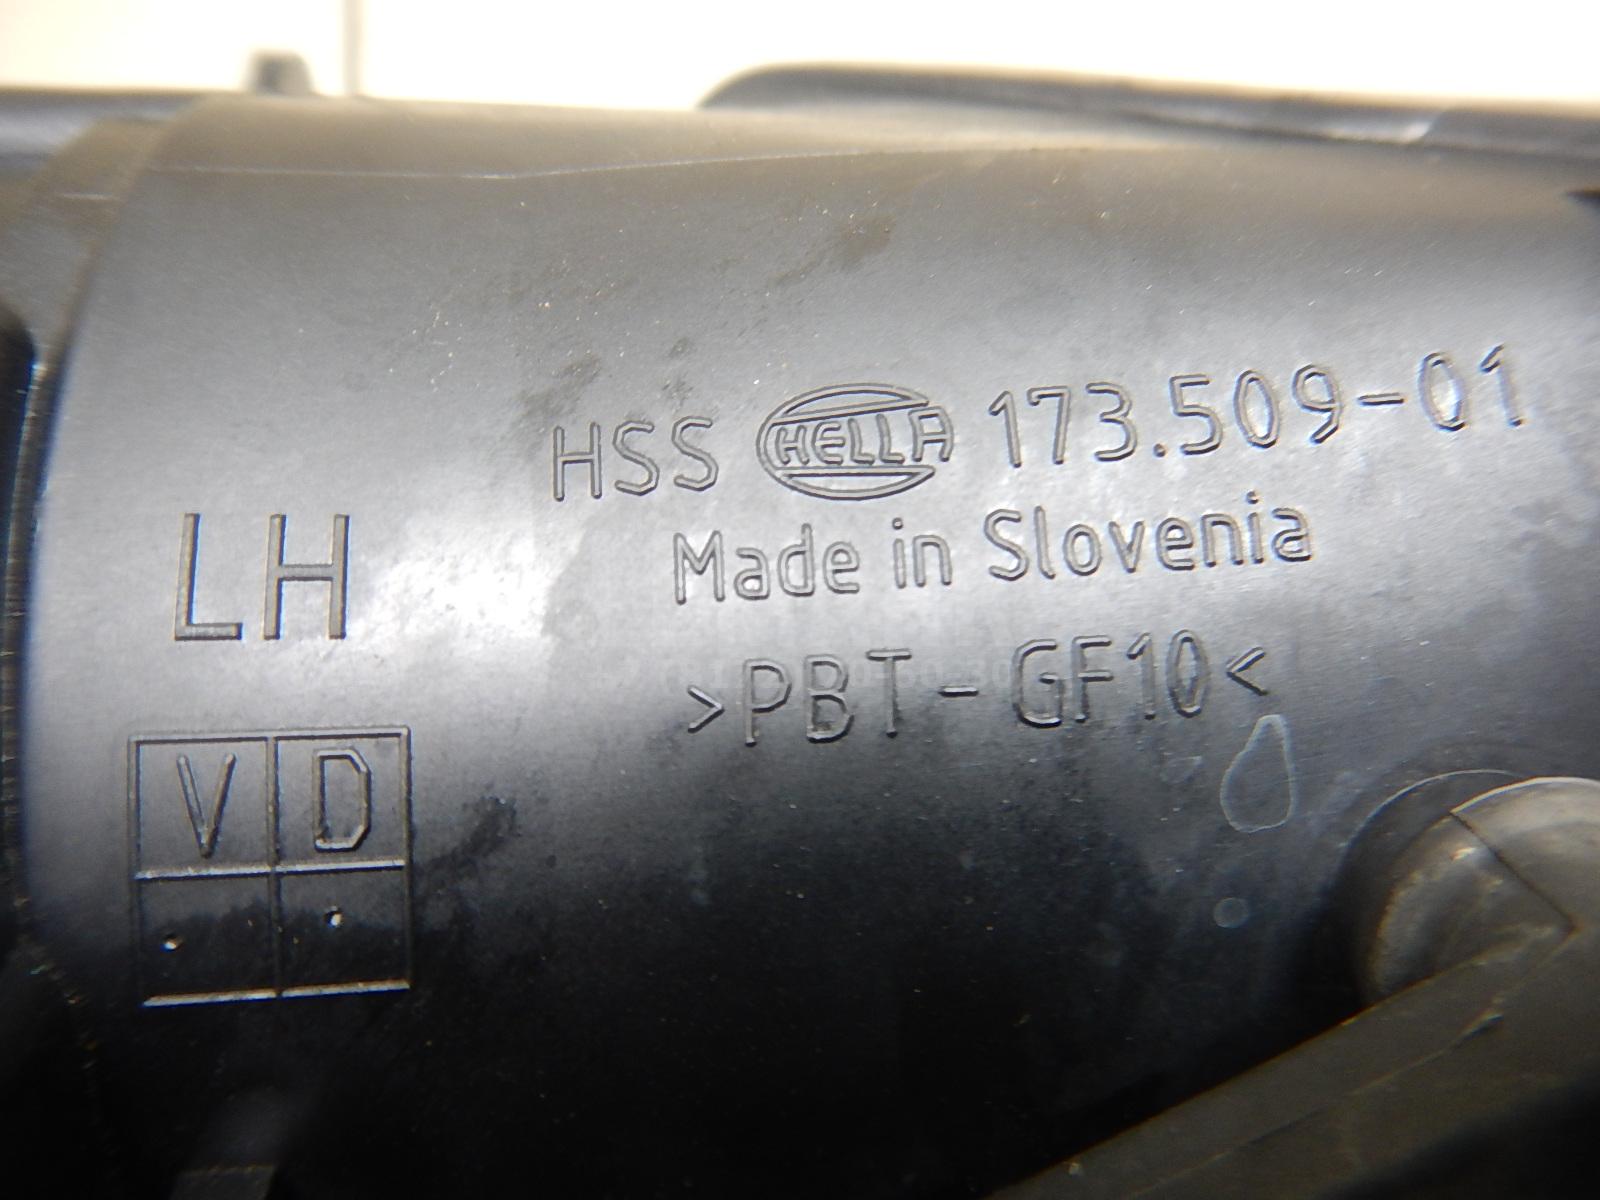 HSS HELLA 173.509-01
Made in Slovenia
LH
>PBT-GF10<
V D